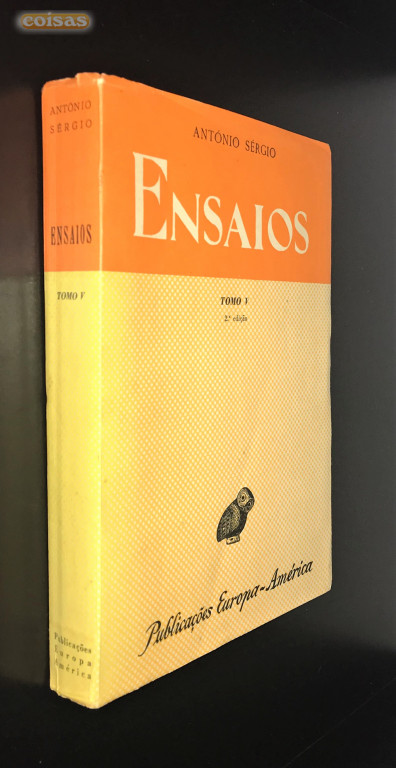 coisas
ANTÓNIO
SÉRGIO
ENSAIOS
TOMO V
Publicações
Europa
América
ANTÓNIO SÉRGIO
ENSAIOS
TOMO V
2.ª edição
Publicações Europa-América